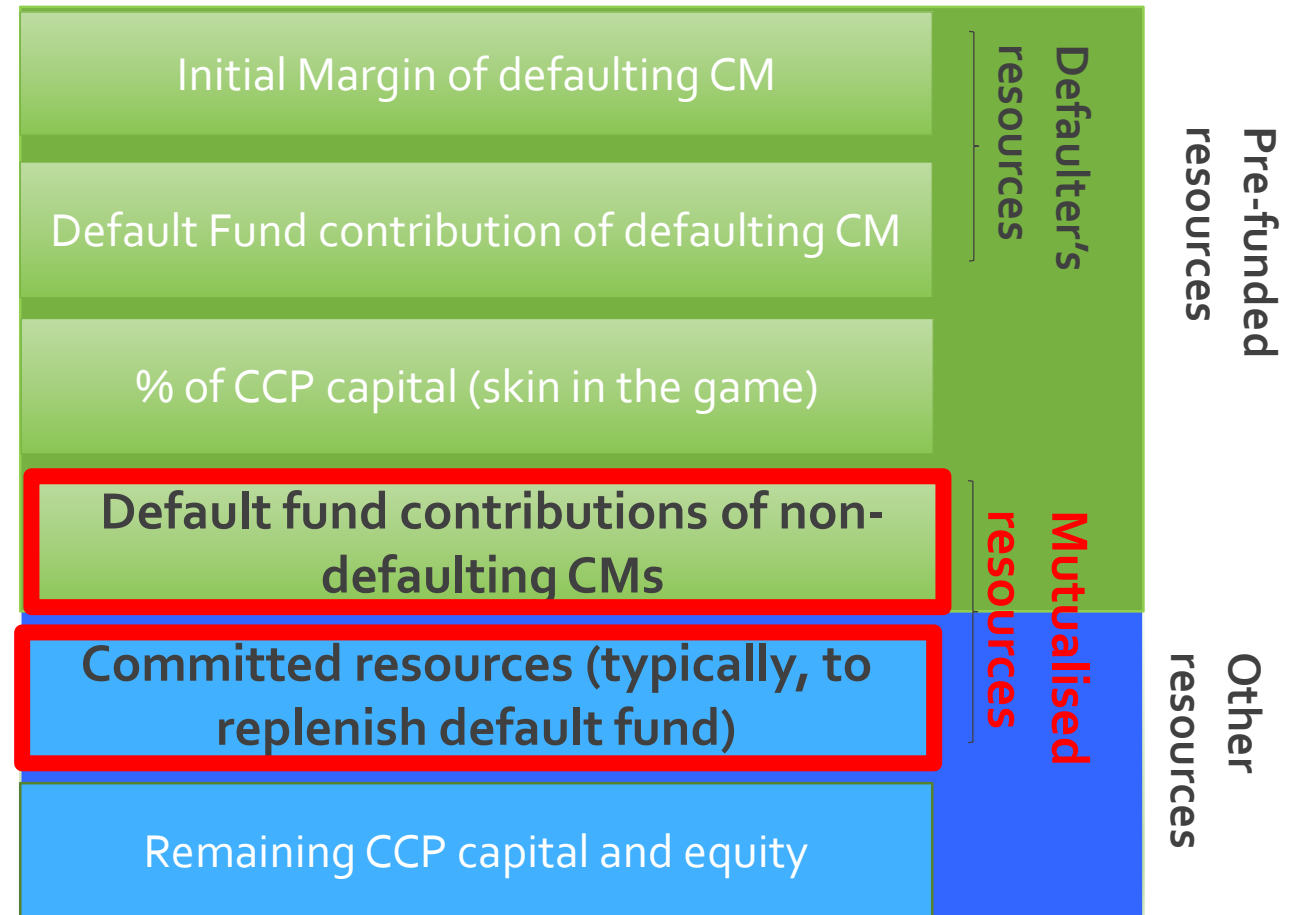 Initial Margin of defaulting CM
Default Fund contribution of defaulting CM
% of CCP capital (skin in the game)
Default fund contributions of non-
defaulting CMs
Committed resources (typically, to
replenish default fund)
Remaining CCP capital and equity
Defaulter's
resources
Mutualised
resources
Pre-funded
resources
Other
resources